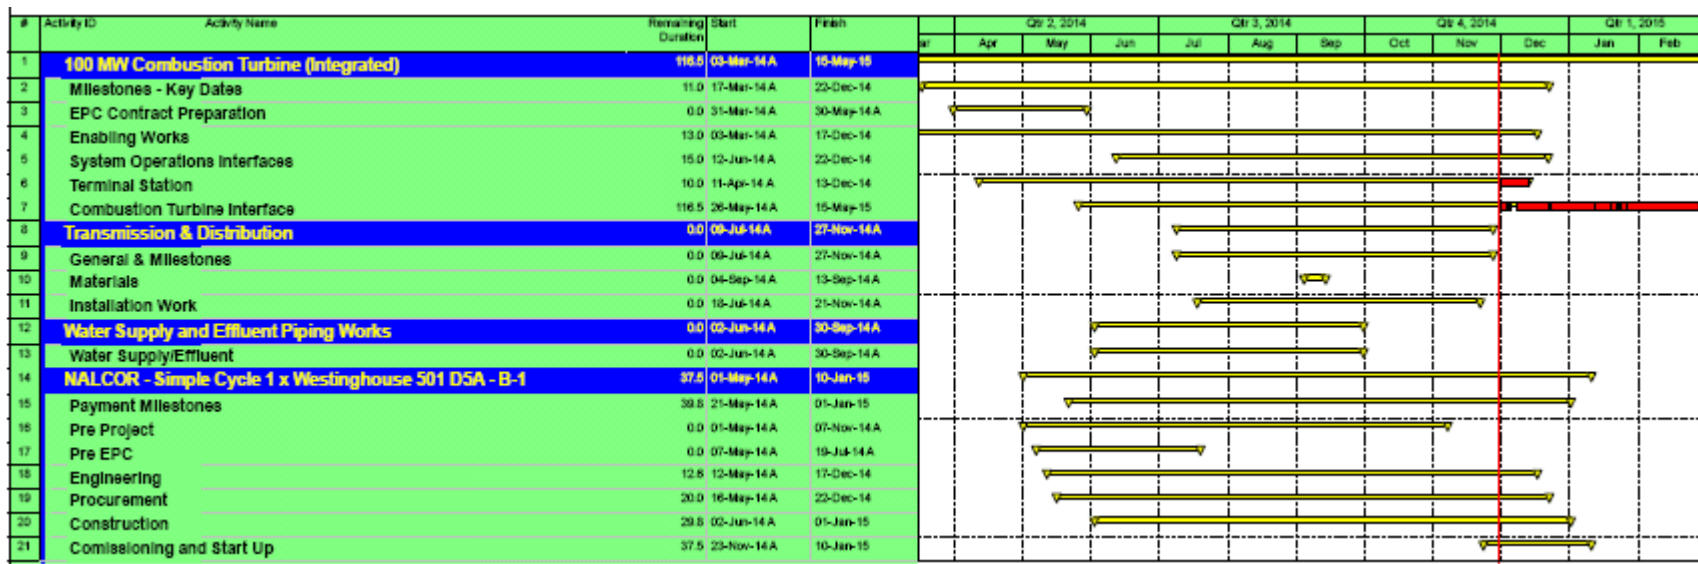 # Activity ID Activity Name Remaining Duration Start Finish Qtr 2, 2014 Qtr 3, 2014 Qtr 4, 2014 Qtr 1, 2015
ar Apr May Jun Jul Aug Sep Oct Nov Dec Jan Feb
1 100 MW Combustion Turbine (Integrated) 116.5 03-Mar-14 A 15-May-15
2 Milestones - Key Dates 11.0 17-Mar-14 A 22-Dec-14
3 EPC Contract Preparation 0.0 31-Mar-14 A 30-May-14 A
4 Enabling Works 13.0 03-Mar-14 A 17-Dec-14
5 System Operations Interfaces 15.0 12-Jun-14 A 22-Dec-14
6 Terminal Station 10.0 11-Apr-14 A 13-Dec-14
7 Combustion Turbine Interface 116.5 26-May-14 A 15-May-15
8 Transmission & Distribution 0.0 09-Jul-14 A 27-Nov-14 A
9 General & Milestones 0.0 09-Jul-14 A 27-Nov-14 A
10 Materials 0.0 04-Sep-14 A 13-Sep-14 A
11 Installation Work 0.0 18-Jul-14 A 21-Nov-14 A
12 Water Supply and Effluent Piping Works 0.0 02-Jun-14 A 30-Sep-14 A
13 Water Supply/Effluent 0.0 02-Jun-14 A 30-Sep-14 A
14 NALCOR - Simple Cycle 1 x Westinghouse 501 D5A - B-1 37.5 01-May-14 A 10-Jan-15
15 Payment Milestones 39.8 21-May-14 A 01-Jan-15
16 Pre Project 0.0 01-May-14 A 07-Nov-14 A
17 Pre EPC 0.0 07-May-14 A 19-Jul-14 A
18 Engineering 12.6 12-May-14 A 17-Dec-14
19 Procurement 20.0 16-May-14 A 22-Dec-14
20 Construction 29.8 02-Jun-14 A 01-Jan-15
21 Comissioning and Start Up 37.5 23-Nov-14 A 10-Jan-15